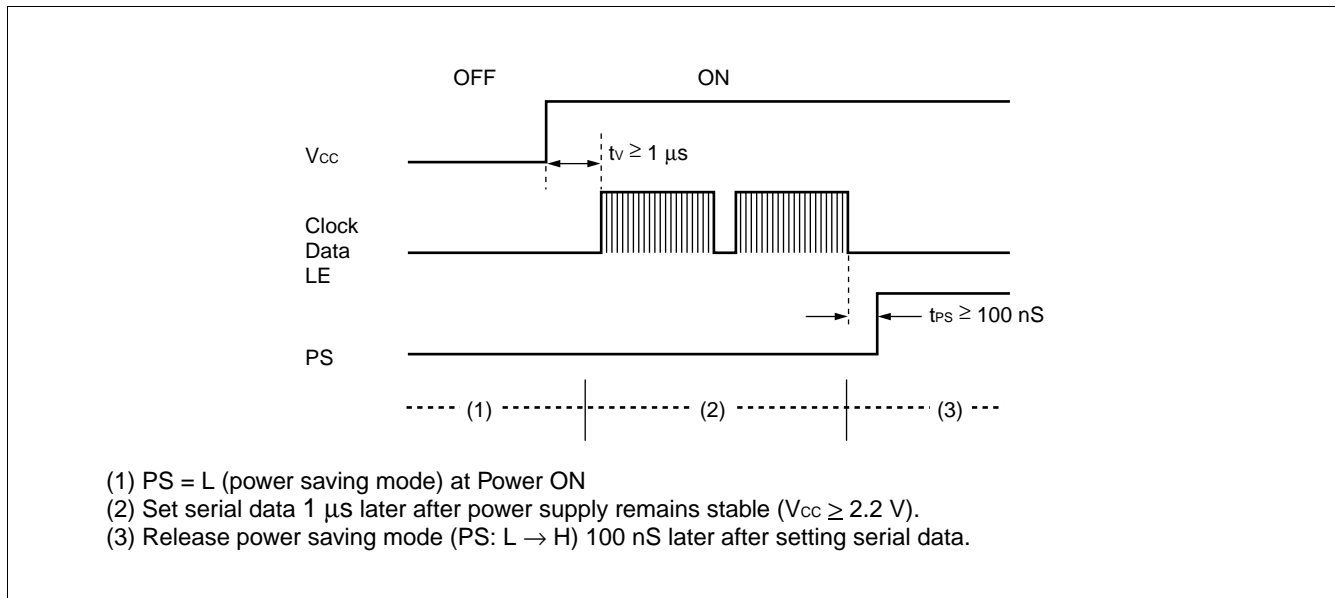 OFF ON
VCC
tV ≥ 1 μs
Clock
Data
LE
tPS ≥ 100 nS
PS
(1) (2) (3)
(1) PS = L (power saving mode) at Power ON
(2) Set serial data 1 μs later after power supply remains stable (VCC ≥ 2.2 V).
(3) Release power saving mode (PS: L → H) 100 nS later after setting serial data.